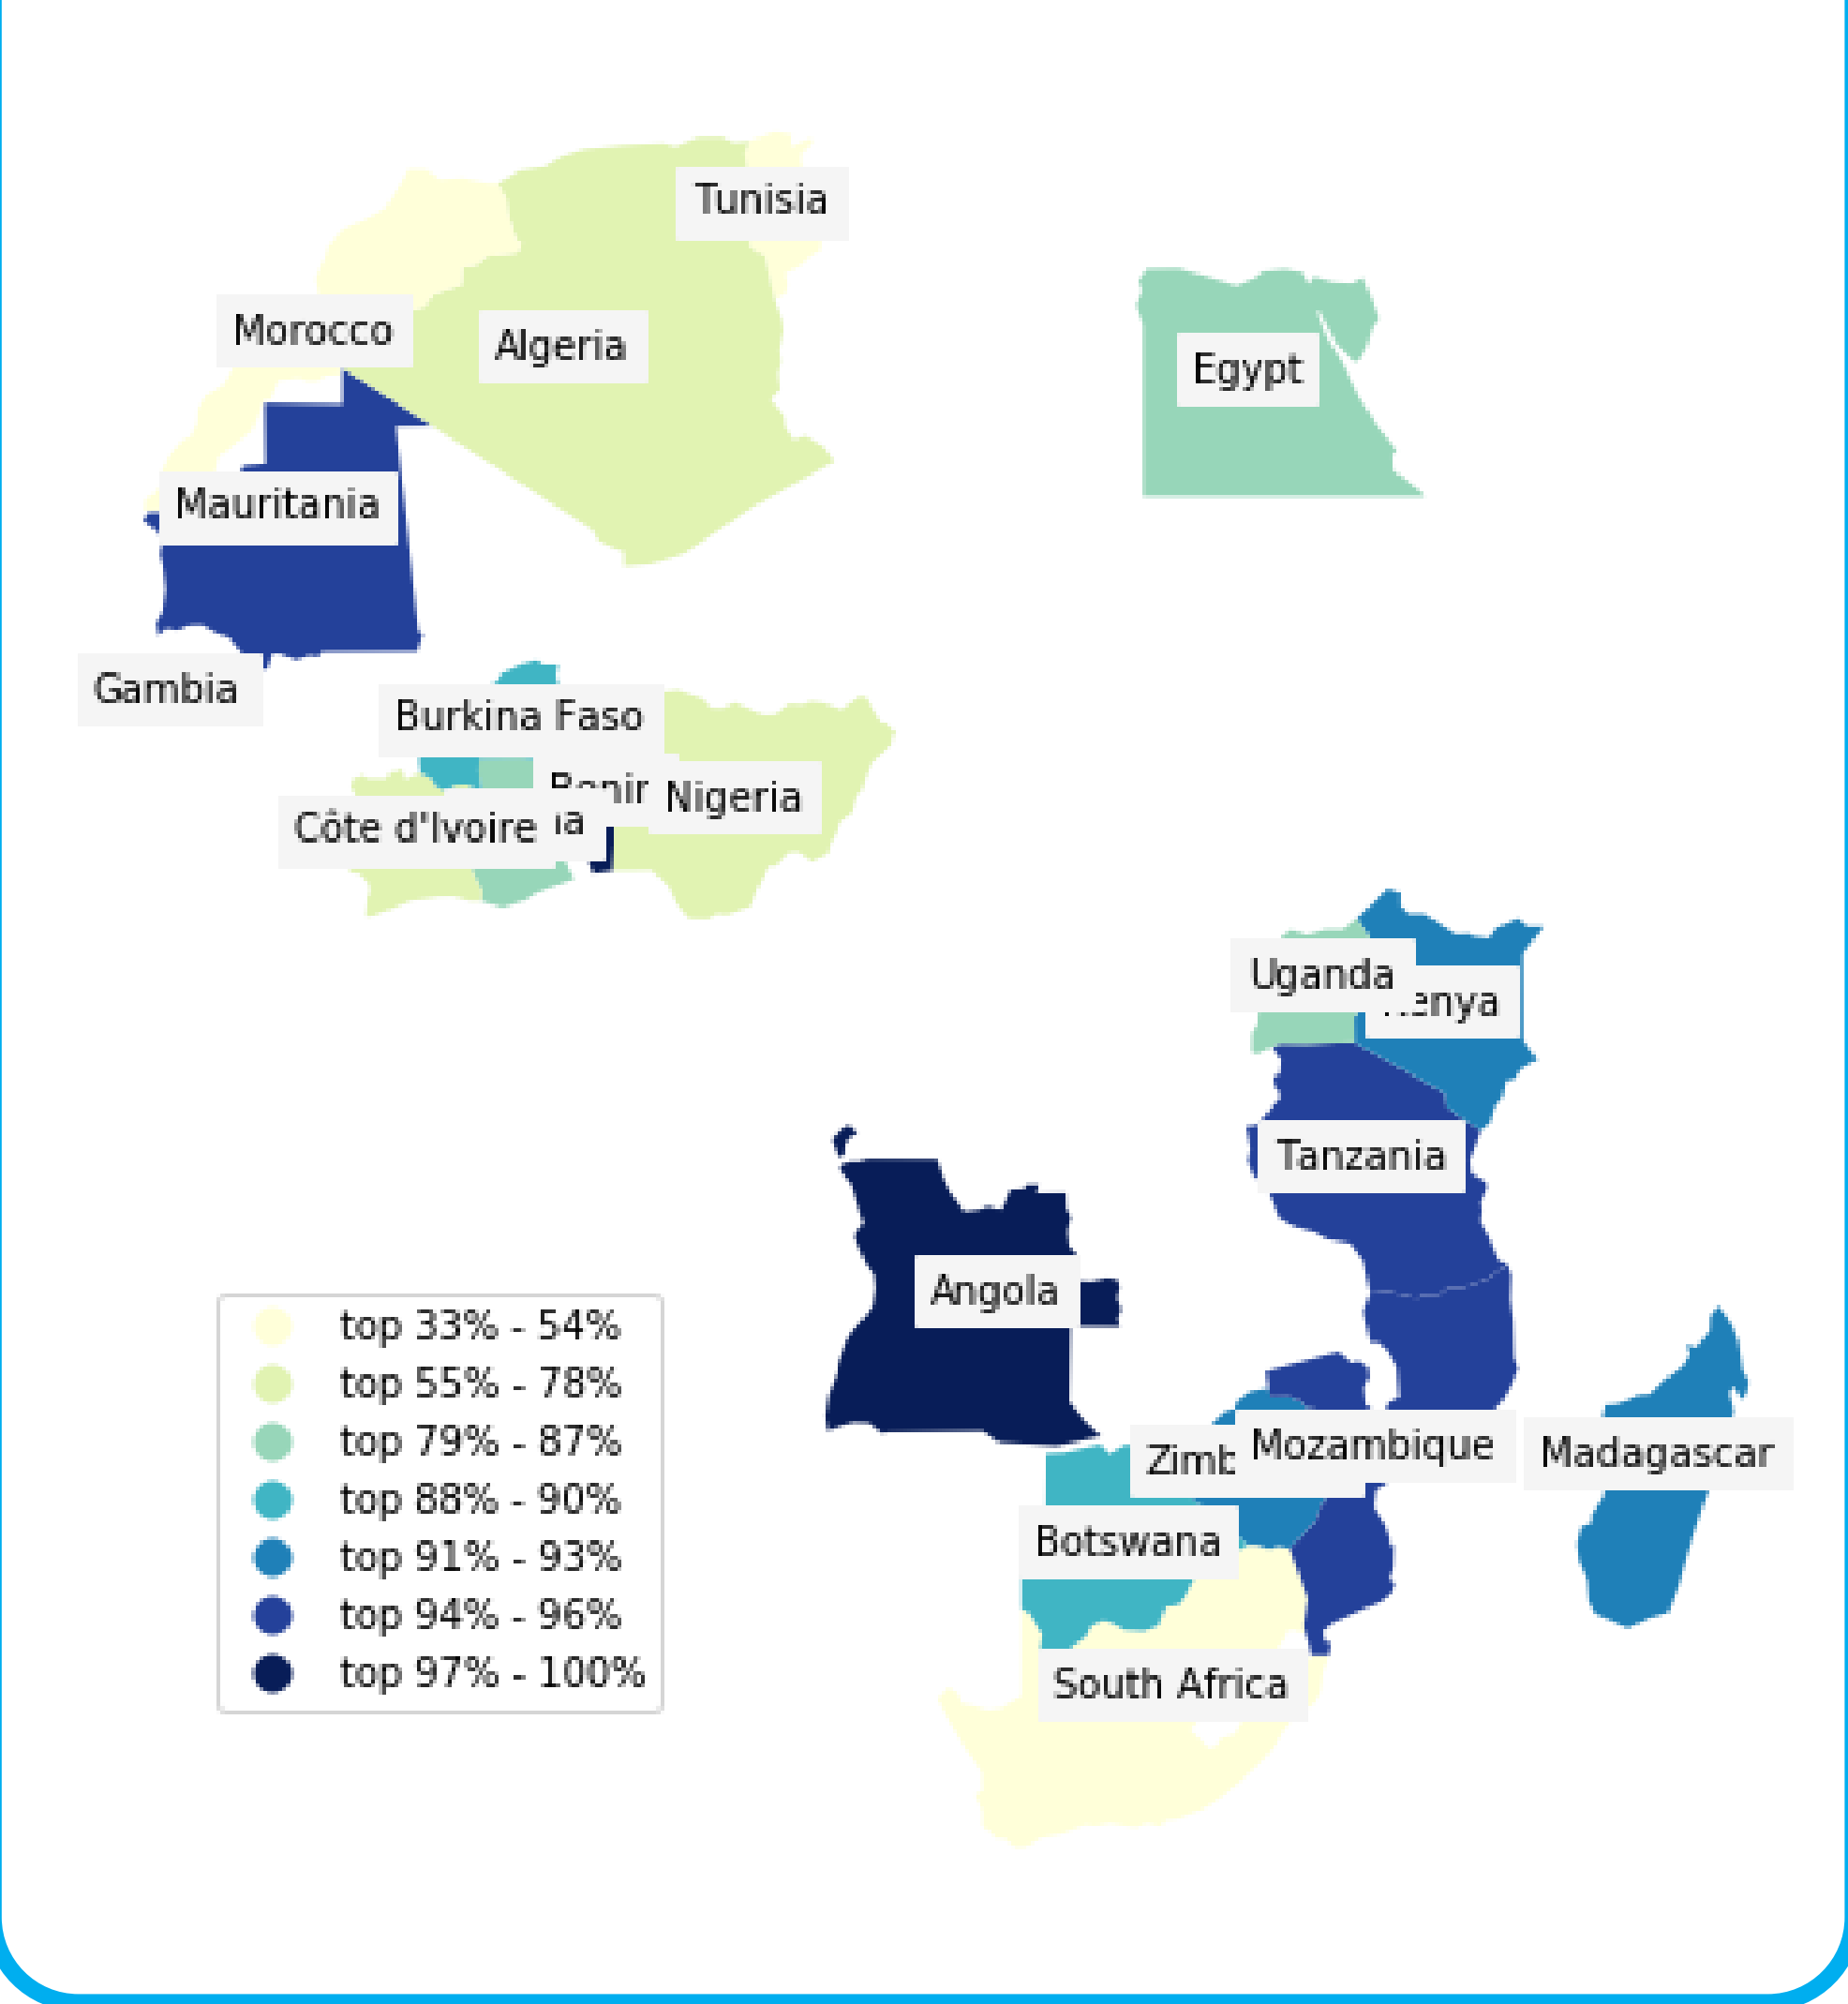 Tunisia
Morocco
Algeria
Egypt
Mauritania
Gambia
Burkina Faso
Nigeria
Côte d'Ivoire
Uganda
Tanzania
Angola
Mozambique
Madagascar
Botswana
South Africa
top 33% - 54%
top 55% - 78%
top 79% - 87%
top 88% - 90%
top 91% - 93%
top 94% - 96%
top 97% - 100%